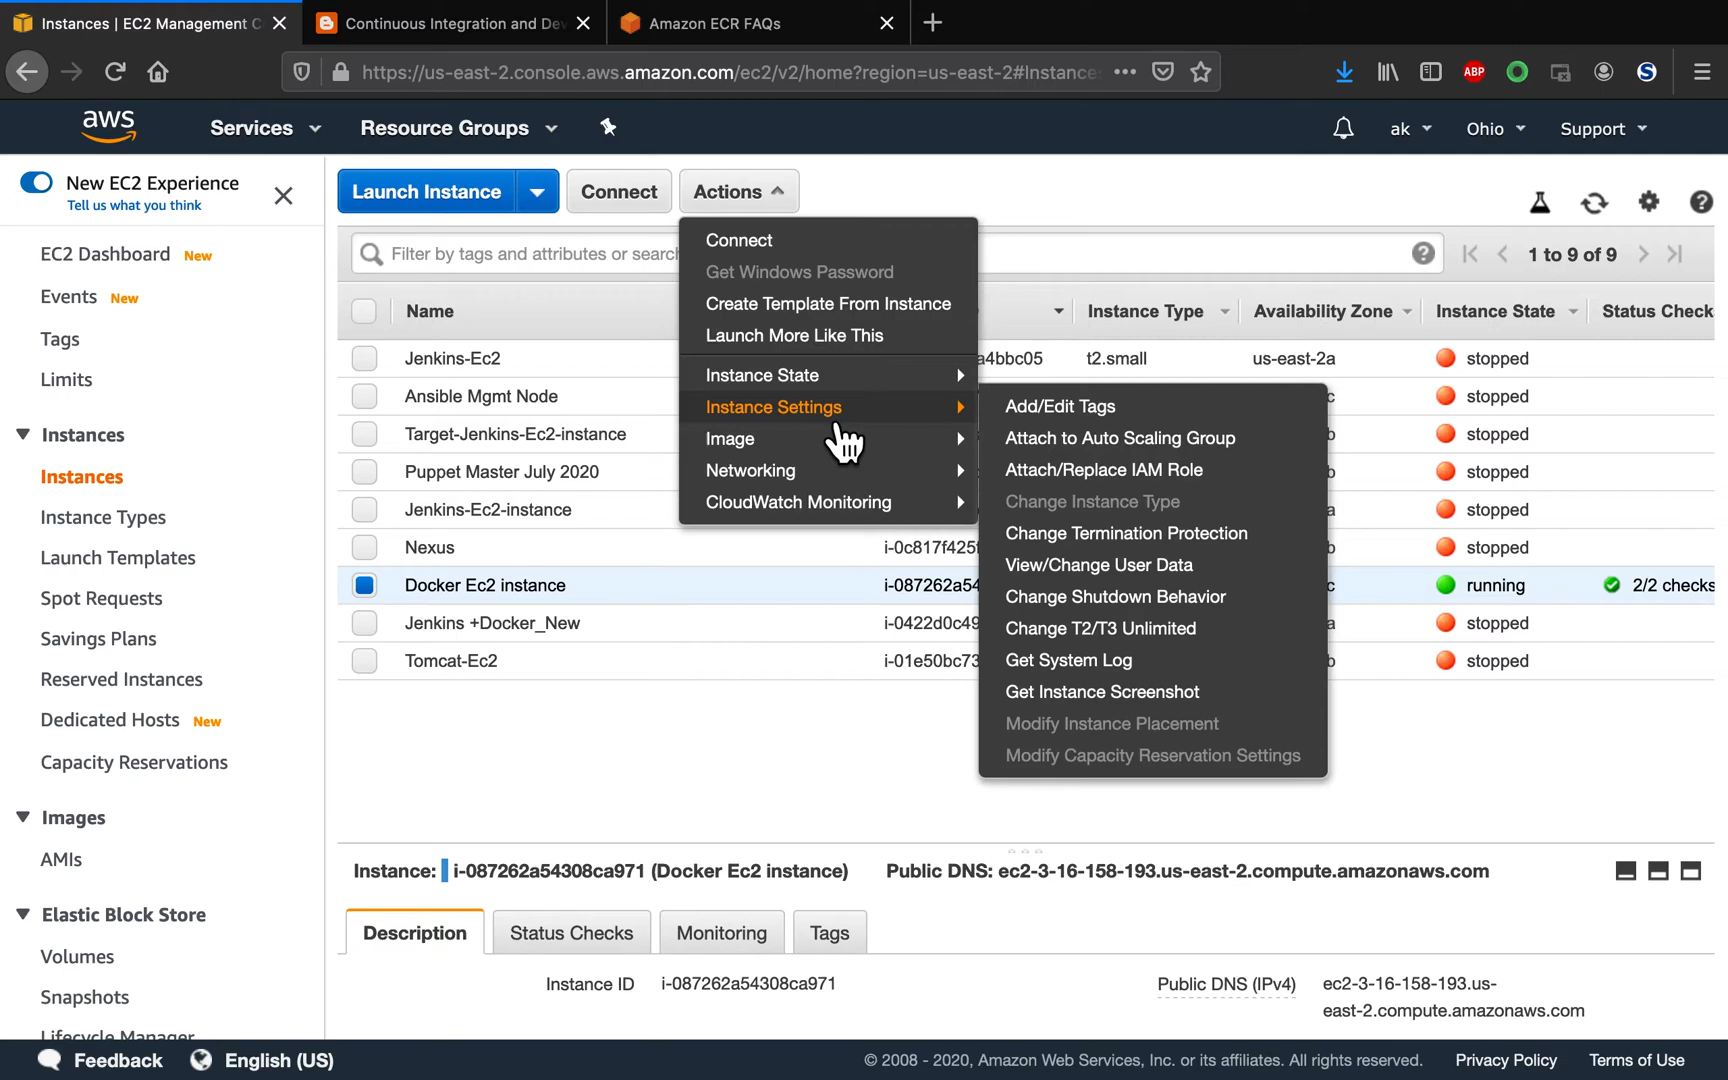 Instances | EC2 Management C
Continuous Integration and Dev
Amazon ECR FAQs
https://us-east-2.console.aws.amazon.com/ec2/v2/home?region=us-east-2#Instances
ABP
S
aws
Services
Resource Groups
ak
Ohio
Support
New EC2 Experience
Tell us what you think
EC2 Dashboard New
Events New
Tags
Limits
Instances
Instances
Instance Types
Launch Templates
Spot Requests
Savings Plans
Reserved Instances
Dedicated Hosts New
Capacity Reservations
Images
AMIs
Elastic Block Store
Volumes
Snapshots
Lifecycle Manager
Launch Instance
Connect
Actions
Filter by tags and attributes or search
1 to 9 of 9
Name
Instance Type
Availability Zone
Instance State
Status Check
Jenkins-Ec2 a4bbc05 t2.small us-east-2a stopped
Ansible Mgmt Node c stopped
Target-Jenkins-Ec2-instance b stopped
Puppet Master July 2020 b stopped
Jenkins-Ec2-instance a stopped
Nexus i-0c817f425f b stopped
Docker Ec2 instance i-087262a54 c running 2/2 checks
Jenkins +Docker_New i-0422d0c49 a stopped
Tomcat-Ec2 i-01e50bc73 b stopped
Connect
Get Windows Password
Create Template From Instance
Launch More Like This
Instance State
Instance Settings
Image
Networking
CloudWatch Monitoring
Add/Edit Tags
Attach to Auto Scaling Group
Attach/Replace IAM Role
Change Instance Type
Change Termination Protection
View/Change User Data
Change Shutdown Behavior
Change T2/T3 Unlimited
Get System Log
Get Instance Screenshot
Modify Instance Placement
Modify Capacity Reservation Settings
Instance: i-087262a54308ca971 (Docker Ec2 instance) Public DNS: ec2-3-16-158-193.us-east-2.compute.amazonaws.com
Description
Status Checks
Monitoring
Tags
Instance ID i-087262a54308ca971
Public DNS (IPv4) ec2-3-16-158-193.us-
east-2.compute.amazonaws.com
Feedback
English (US)
© 2008 - 2020, Amazon Web Services, Inc. or its affiliates. All rights reserved.
Privacy Policy
Terms of Use